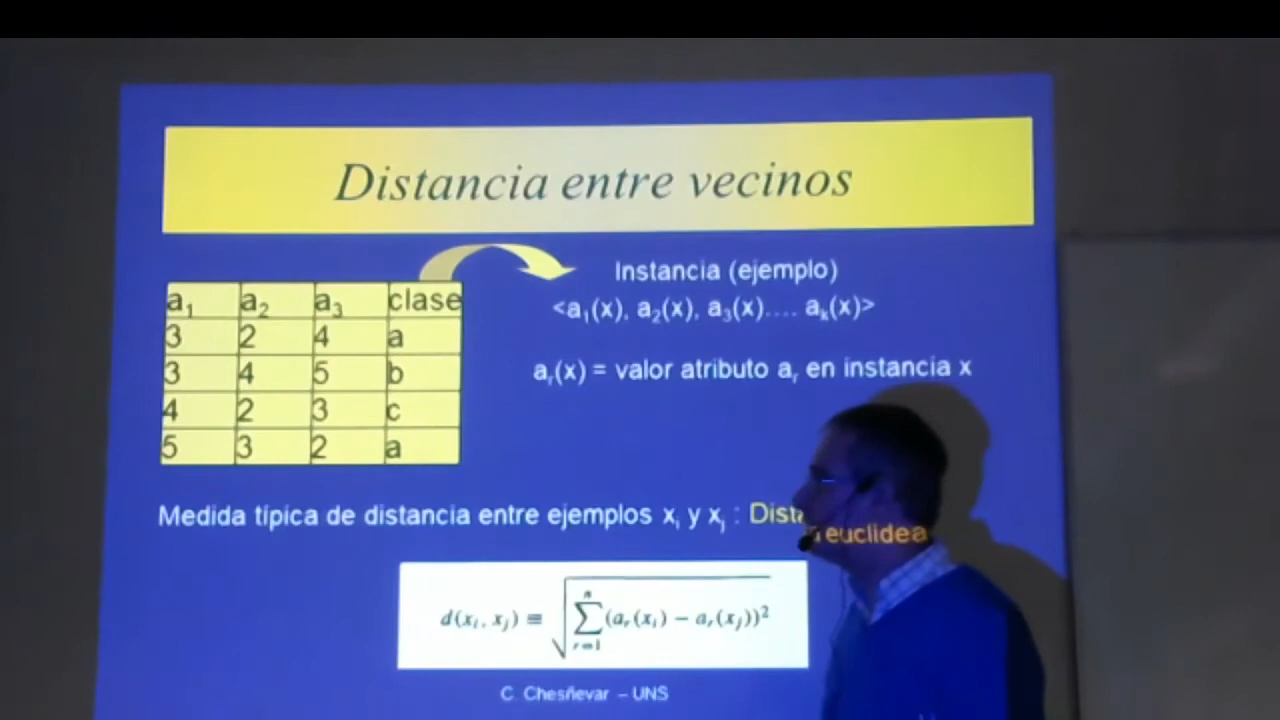 Distancia entre vecinos
Instancia (ejemplo)
<a₁(x), a₂(x), a₃(x).... aₖ(x)>
aᵣ(x) = valor atributo aᵣ en instancia x
a₁ a₂ a₃ clase
3 2 4 a
3 4 5 b
4 2 3 c
5 3 2 a
Medida típica de distancia entre ejemplos xᵢ y xⱼ : euclidea
d(xᵢ, xⱼ) ≡ √∑ⁿᵣ₌₁(aᵣ(xᵢ) − aᵣ(xⱼ))²
C. Chesñevar – UNS